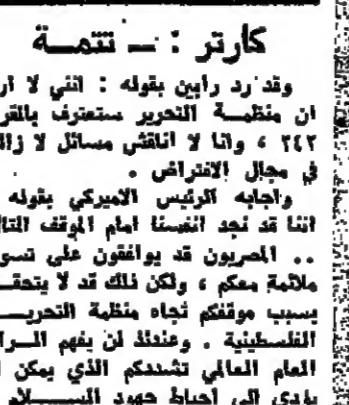 كارتر : — تتمة
وقد رد رابين بقوله : انني لا ار
ان منظمة التحرير ستعترف بالقر
٢٤٢ ، وانا لا اناقش مسائل لا زال
في مجال الافتراض .
واجابه الرئيس الاميركي بقوله
اننا قد نجد انفسنا امام الموقف التال
.. المصريون قد يوافقون على تسو
ملائمة معكم ، ولكن ذلك قد لا يتحقـ
بسبب موقفكم تجاه منظمة التحريـ
الفلسطينية . وعندئذ لن يفهم الـرا
العام العالمي تشددكم الذي يمكن ا
يؤدي الى احباط جهود السـلام